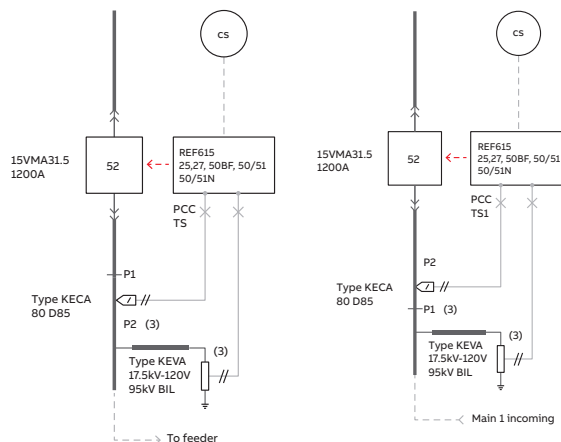 cs
15VMA31.5
1200A
52
REF615
25,27, 50BF, 50/51
50/51N
PCC
TS
P1
Type KECA
80 D85
P2 (3)
(3)
Type KEVA
17.5kV-120V
95kV BIL
To feeder
cs
15VMA31.5
1200A
52
REF615
25,27, 50BF, 50/51
50/51N
PCC
TS1
P2
Type KECA
80 D85
P1 (3)
(3)
Type KEVA
17.5kV-120V
95kV BIL
Main 1 incoming